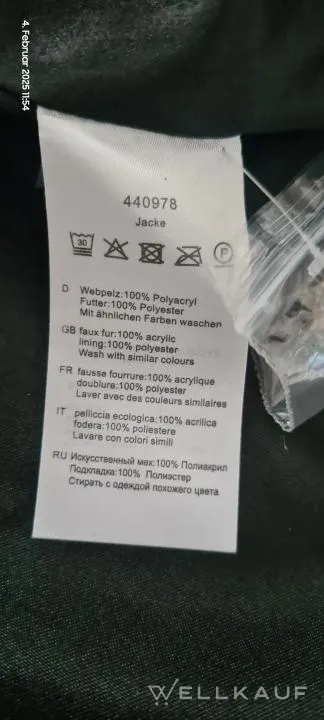 4. Februar 2025 11:54
440978
Jacke
30
P
D Webpelz:100% Polyacryl
Futter:100% Polyester
Mit ähnlichen Farben waschen
GB faux fur:100% acrylic
lining:100% polyester
Wash with similar colours
FR fausse fourrure:100% acrylique
doublura:100% polyester
Laver avec des couleurs similaires
IT pelliccia ecologica:100% acrilica
fodera:100% poliestere
Lavare con colori simili
RU Искусственный мех:100% Полиакрил
Подкладка:100% Полиэстер
Стирать с одеждой похожего цвета
WELLKAUF